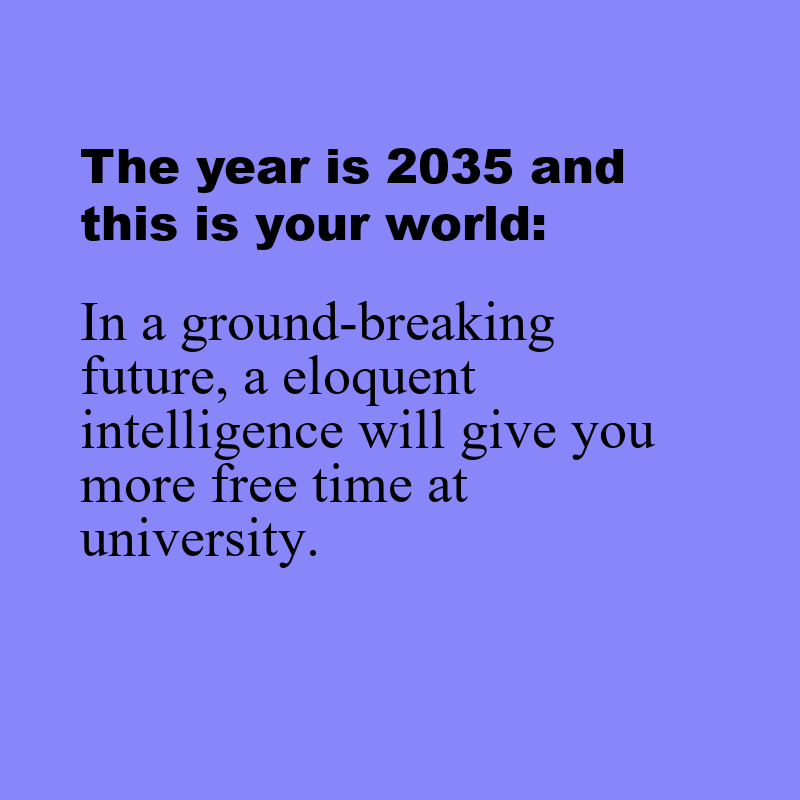 The year is 2035 and
this is your world:
In a ground-breaking
future, a eloquent
intelligence will give you
more free time at
university.